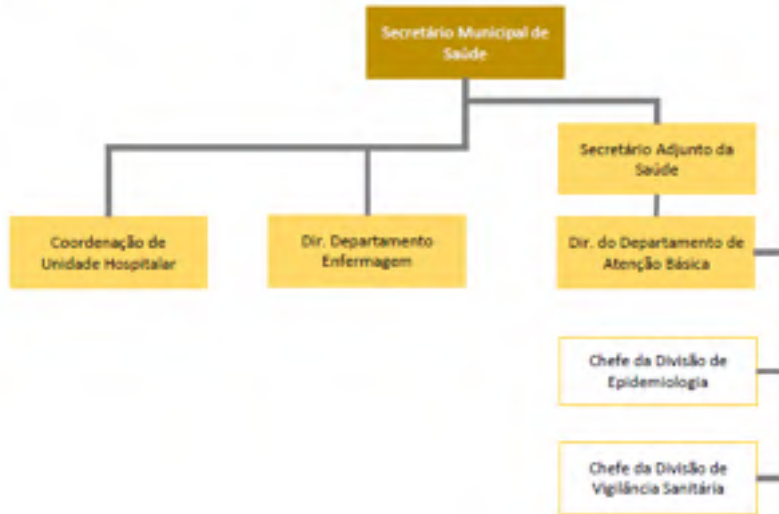 Secretário Municipal de
Saúde
Secretário Adjunto da
Saúde
Coordenação de
Unidade Hospitalar
Dir. Departamento
Enfermagem
Dir. do Departamento de
Atenção Básica
Chefe da Divisão de
Epidemiologia
Chefe da Divisão de
Vigilância Sanitária